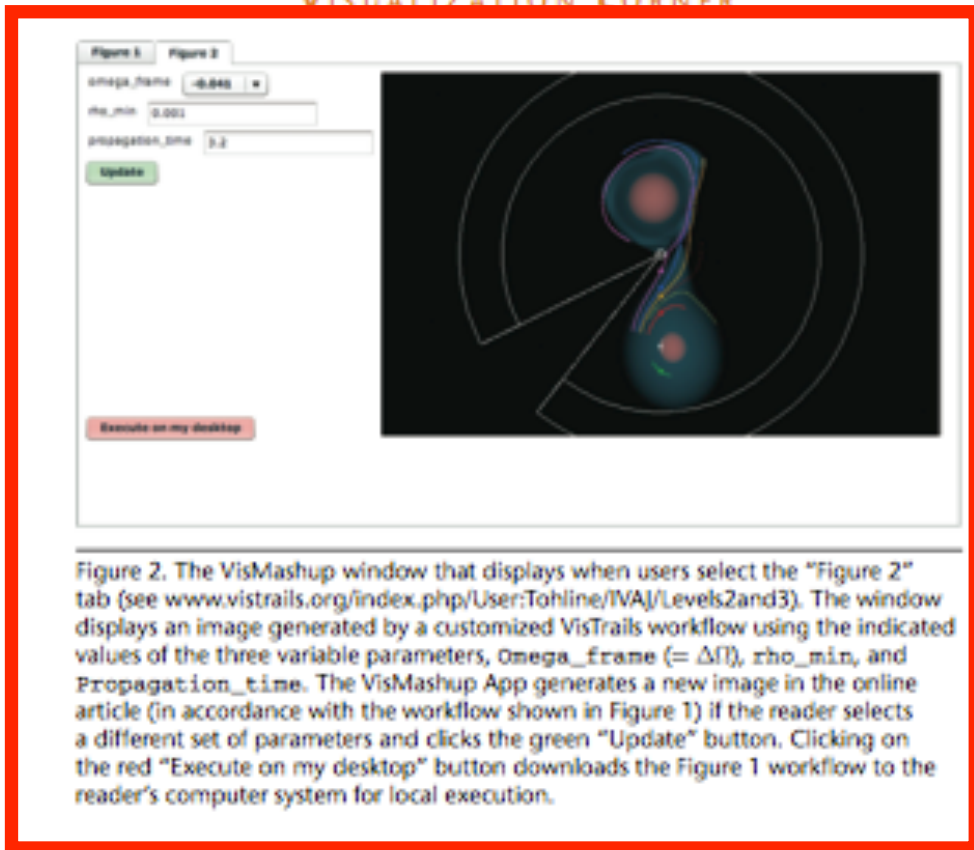 VISUALIZATION CORNER
Figure 1 Figure 2
omega_frame -0.041
rho_min 0.001
propagation_time 3.2
Update
Execute on my desktop
Figure 2. The VisMashup window that displays when users select the "Figure 2"
tab (see www.vistrails.org/index.php/User:Tohline/IVAJ/Levels2and3). The window
displays an image generated by a customized VisTrails workflow using the indicated
values of the three variable parameters, Omega_frame (= ΔΩ), rho_min, and
Propagation_time. The VisMashup App generates a new image in the online
article (in accordance with the workflow shown in Figure 1) if the reader selects
a different set of parameters and clicks the green "Update" button. Clicking on
the red "Execute on my desktop" button downloads the Figure 1 workflow to the
reader's computer system for local execution.